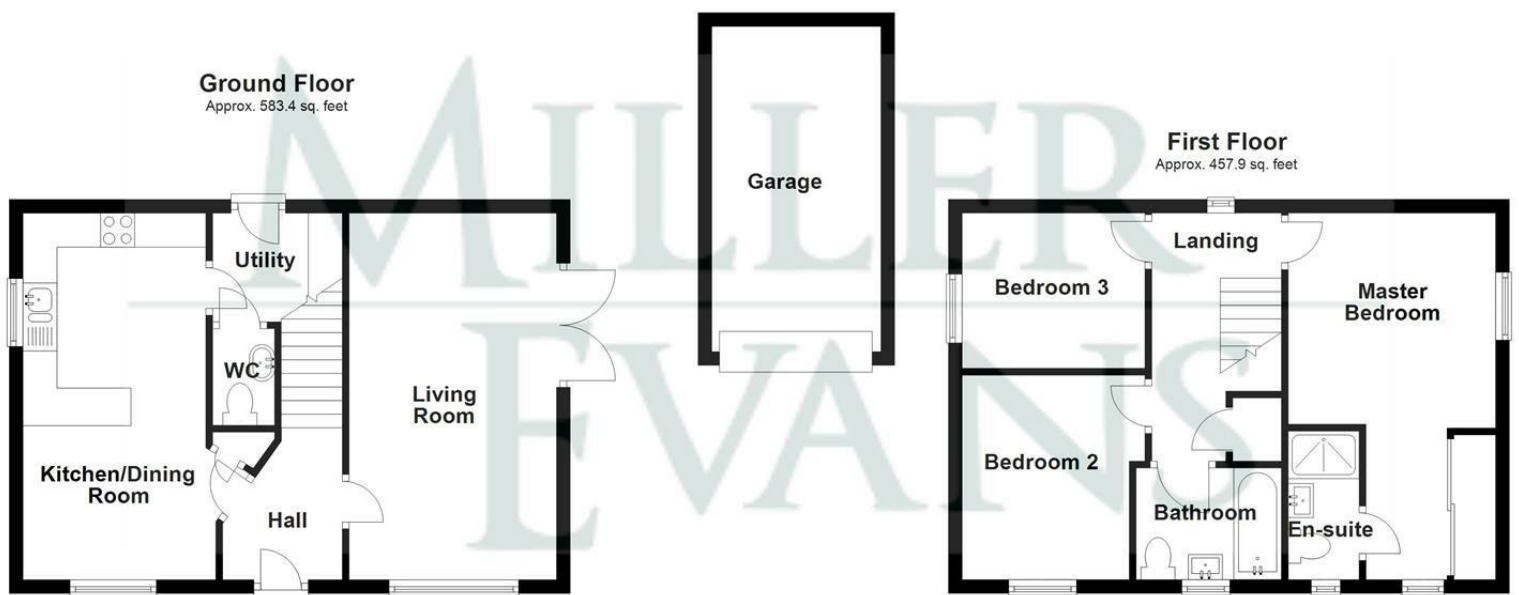 Ground Floor
Approx. 583.4 sq. feet
Utility
WC
Living
Room
Kitchen/Dining
Room
Hall
Garage
First Floor
Approx. 457.9 sq. feet
Landing
Bedroom 3
Master
Bedroom
Bedroom 2
Bathroom
En-suite
MILLER
EVANS